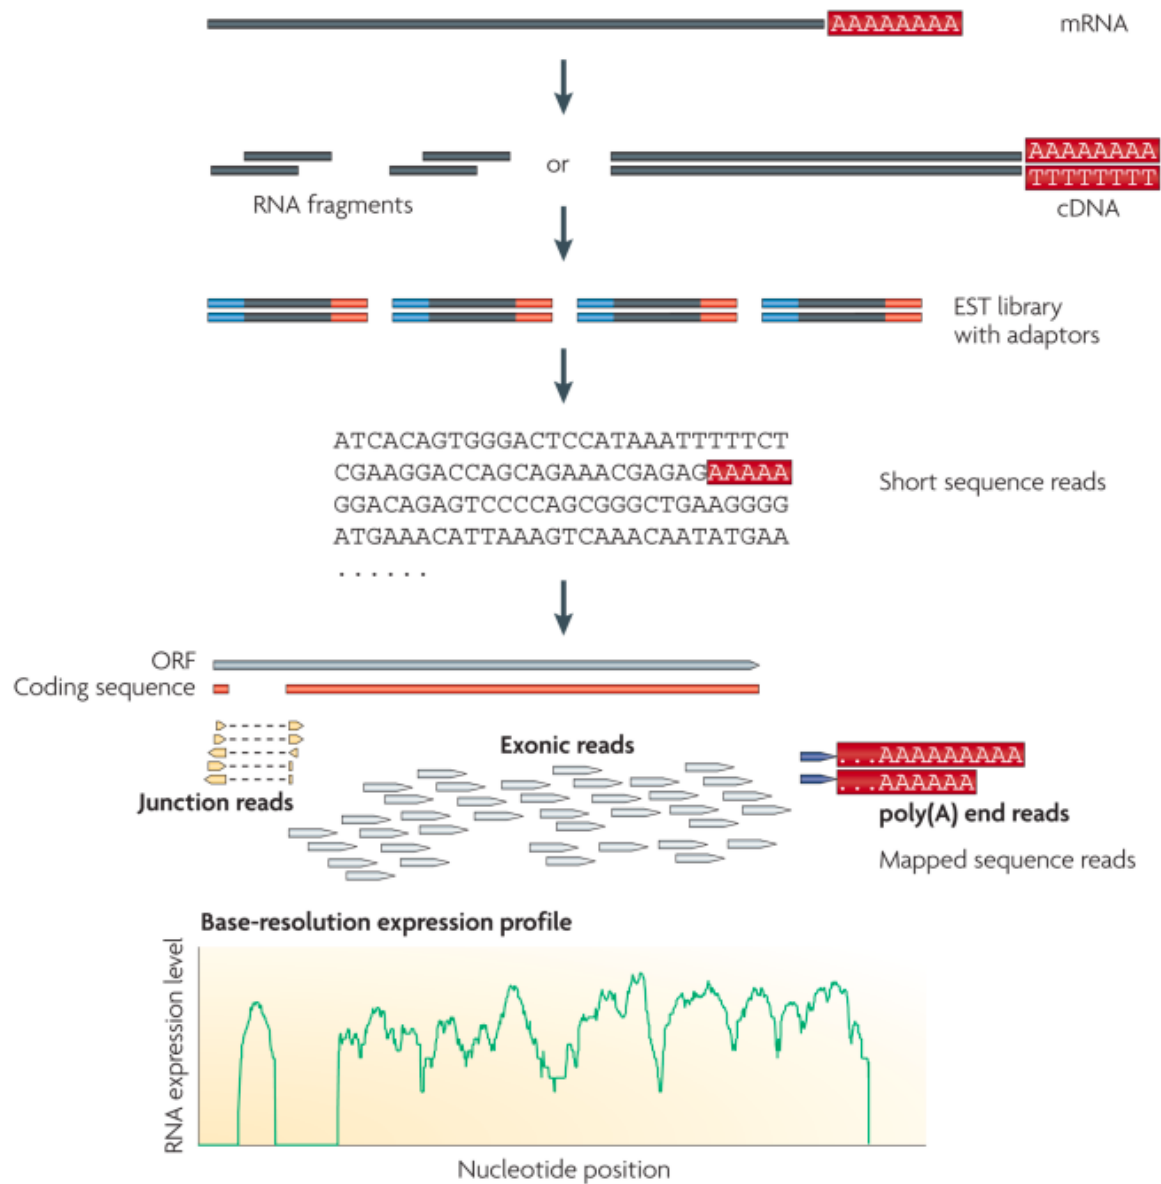 AAAAAAAA
mRNA
or
AAAAAAAA
TTTTTTTT
RNA fragments
cDNA
EST library
with adaptors
ATCACAGTGGGACTCCATAAATTTTTCT
CGAAGGACCAGCAGAAACGAGAGAAAAA
GGACAGAGTCCCCAGCGGGCTGAAGGGG
ATGAAACATTAAAGTCAAACAATATGAA
. . . . . .
Short sequence reads
ORF
Coding sequence
Junction reads
Exonic reads
...AAAAAAAAA
...AAAAAA
poly(A) end reads
Mapped sequence reads
Base-resolution expression profile
RNA expression level
Nucleotide position